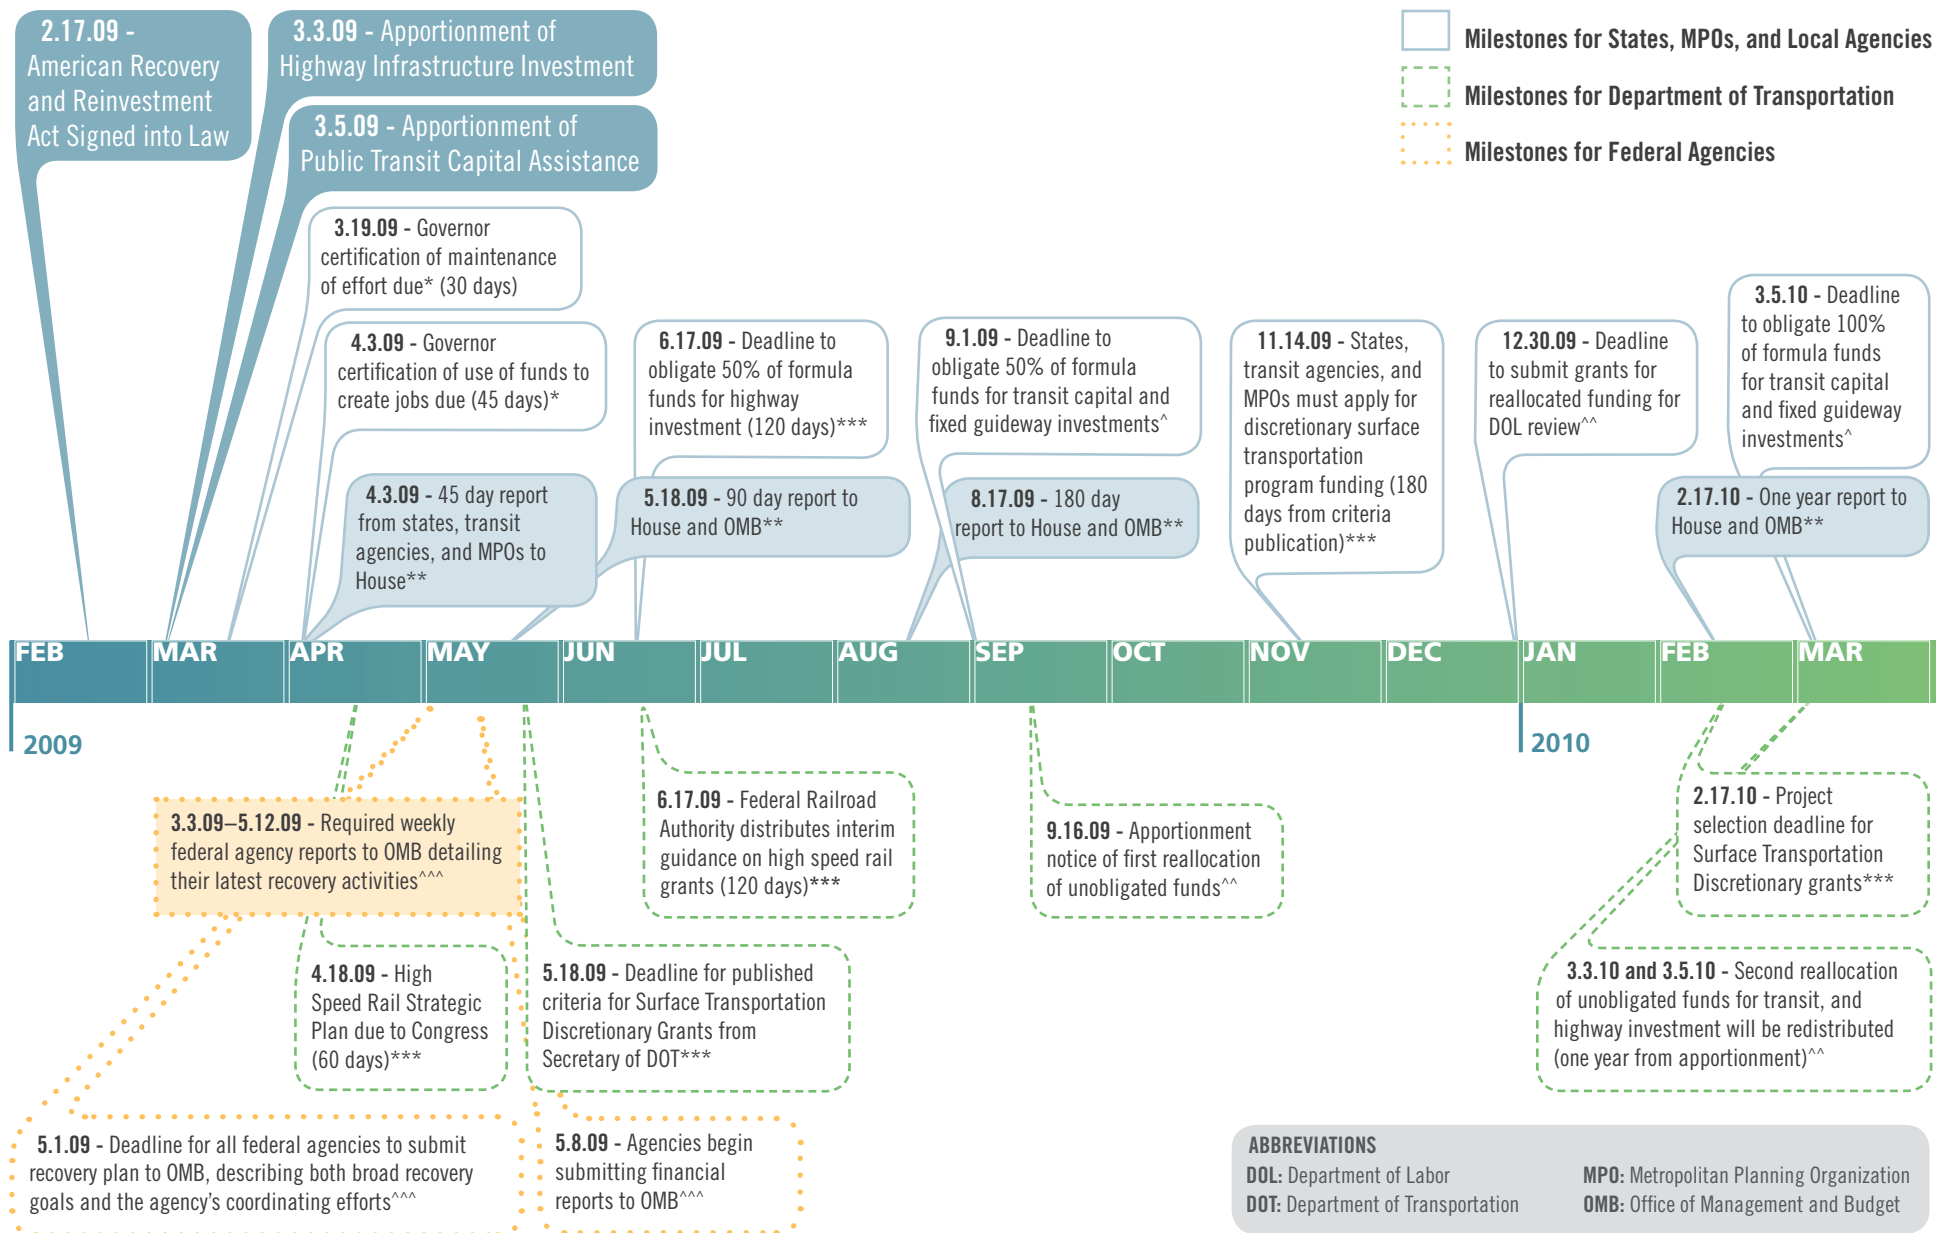 2.17.09 -
American Recovery
and Reinvestment
Act Signed into Law
3.3.09 - Apportionment of
Highway Infrastructure Investment
3.5.09 - Apportionment of
Public Transit Capital Assistance
Milestones for States, MPOs, and Local Agencies
Milestones for Department of Transportation
Milestones for Federal Agencies
3.19.09 - Governor
certification of maintenance
of effort due* (30 days)
4.3.09 - Governor
certification of use of funds to
create jobs due (45 days)*
4.3.09 - 45 day report
from states, transit
agencies, and MPOs to
House**
6.17.09 - Deadline to
obligate 50% of formula
funds for highway
investment (120 days)***
5.18.09 - 90 day report to
House and OMB**
9.1.09 - Deadline to
obligate 50% of formula
funds for transit capital and
fixed guideway investments^
8.17.09 - 180 day
report to House and OMB**
11.14.09 - States,
transit agencies, and
MPOs must apply for
discretionary surface
transportation
program funding (180
days from criteria
publication)***
12.30.09 - Deadline
to submit grants for
reallocated funding for
DOL review^^
3.5.10 - Deadline
to obligate 100%
of formula funds
for transit capital
and fixed guideway
investments^
2.17.10 - One year report to
House and OMB**
FEB MAR APR MAY JUN JUL AUG SEP OCT NOV DEC JAN FEB MAR
2009 2010
3.3.09–5.12.09 - Required weekly
federal agency reports to OMB detailing
their latest recovery activities^^^
4.18.09 - High
Speed Rail Strategic
Plan due to Congress
(60 days)***
5.1.09 - Deadline for all federal agencies to submit
recovery plan to OMB, describing both broad recovery
goals and the agency's coordinating efforts^^^
6.17.09 - Federal Railroad
Authority distributes interim
guidance on high speed rail
grants (120 days)***
5.18.09 - Deadline for published
criteria for Surface Transportation
Discretionary Grants from
Secretary of DOT***
5.8.09 - Agencies begin
submitting financial
reports to OMB^^^
9.16.09 - Apportionment
notice of first reallocation
of unobligated funds^^
2.17.10 - Project
selection deadline for
Surface Transportation
Discretionary grants***
3.3.10 and 3.5.10 - Second reallocation
of unobligated funds for transit, and
highway investment will be redistributed
(one year from apportionment)^^
ABBREVIATIONS
DOL: Department of Labor
DOT: Department of Transportation
MPO: Metropolitan Planning Organization
OMB: Office of Management and Budget